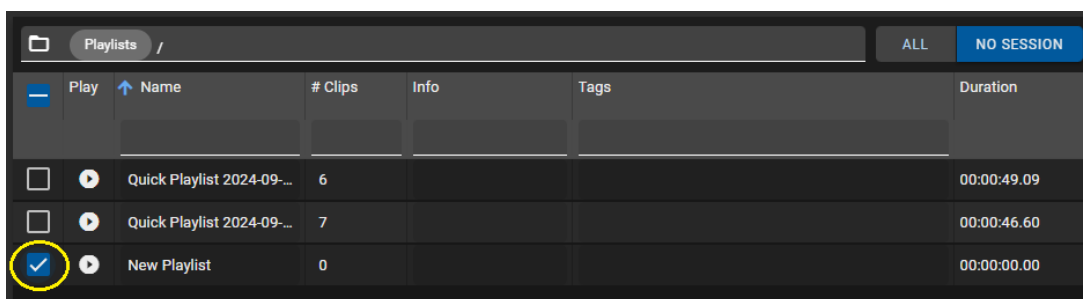 Playlists / ALL NO SESSION
Play Name # Clips Info Tags Duration
Quick Playlist 2024-09-... 6 00:00:49.09
Quick Playlist 2024-09-... 7 00:00:46.60
New Playlist 0 00:00:00.00